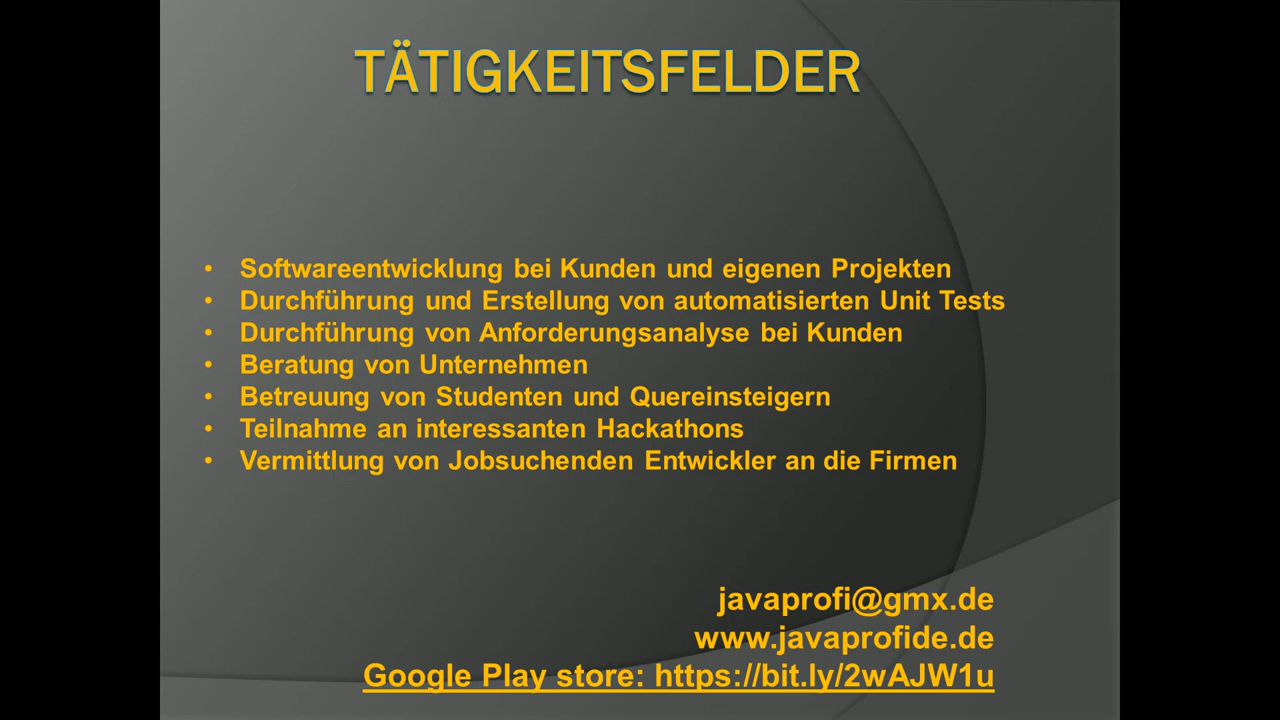 TÄTIGKEITSFELDER
• Softwareentwicklung bei Kunden und eigenen Projekten
• Durchführung und Erstellung von automatisierten Unit Tests
• Durchführung von Anforderungsanalyse bei Kunden
• Beratung von Unternehmen
• Betreuung von Studenten und Quereinsteigern
• Teilnahme an interessanten Hackathons
• Vermittlung von Jobsuchenden Entwickler an die Firmen
javaprofi@gmx.de
www.javaprofide.de
Google Play store: https://bit.ly/2wAJW1u